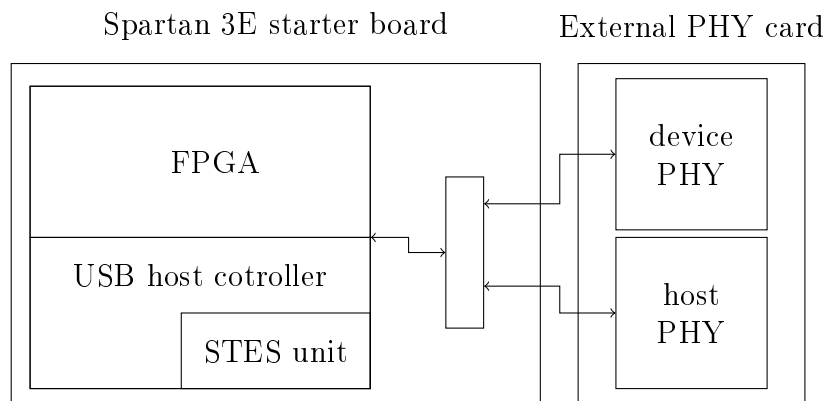 Spartan 3E starter board
External PHY card
FPGA
device
PHY
USB host cotroller
host
PHY
STES unit